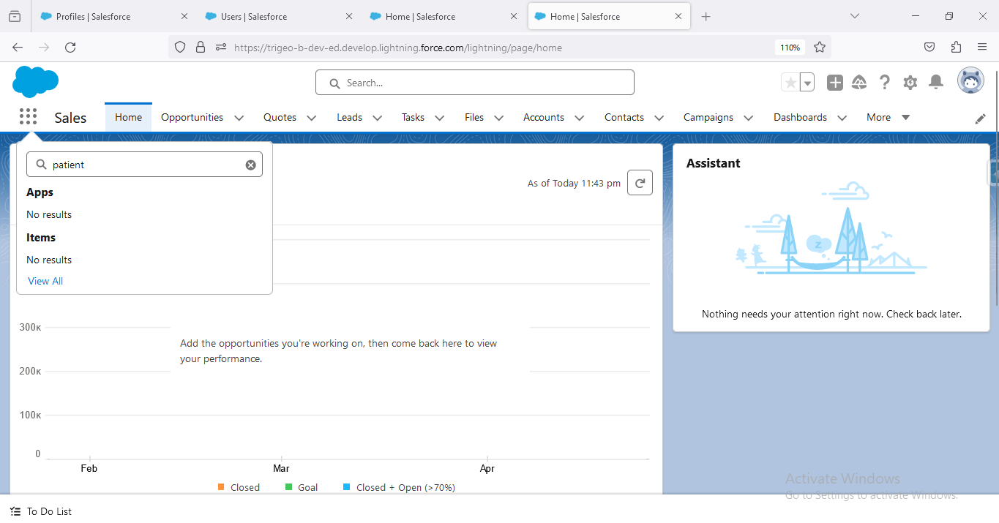 Profiles | Salesforce
Users | Salesforce
Home | Salesforce
Home | Salesforce
https://trigeo-b-dev-ed.develop.lightning.force.com/lightning/page/home
110%
Search...
Sales
Home
Opportunities
Quotes
Leads
Tasks
Files
Accounts
Contacts
Campaigns
Dashboards
More
patient
Apps
No results
Items
No results
View All
As of Today 11:43 pm
300K
200K
100K
0
Add the opportunities you're working on, then come back here to view
your performance.
Feb
Mar
Apr
Closed
Goal
Closed + Open (>70%)
Assistant
z
Nothing needs your attention right now. Check back later.
Activate Windows
Go to Settings to activate Windows.
To Do List